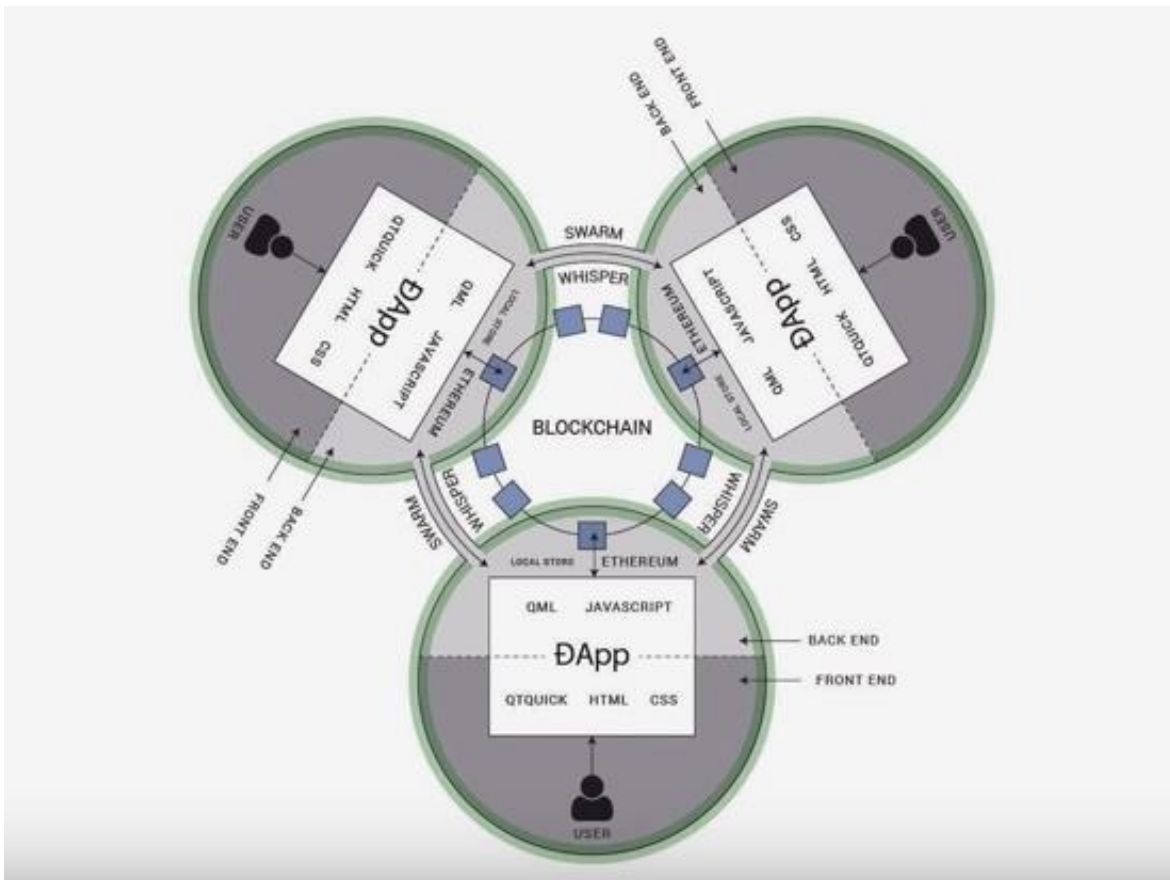 FRONT END
BACK END
USER
QTQUICK
HTML
CSS
ĐApp
QML
JAVASCRIPT
LOCAL STORE
ETHEREUM
FRONT END
BACK END
SWARM
WHISPER
USER
CSS
HTML
QTQUICK
ĐApp
JAVASCRIPT
QML
ETHEREUM
LOCAL STORE
BLOCKCHAIN
WHISPER
SWARM
WHISPER
SWARM
LOCAL STORE ETHEREUM
QML JAVASCRIPT
ĐApp
QTQUICK HTML CSS
BACK END
FRONT END
USER